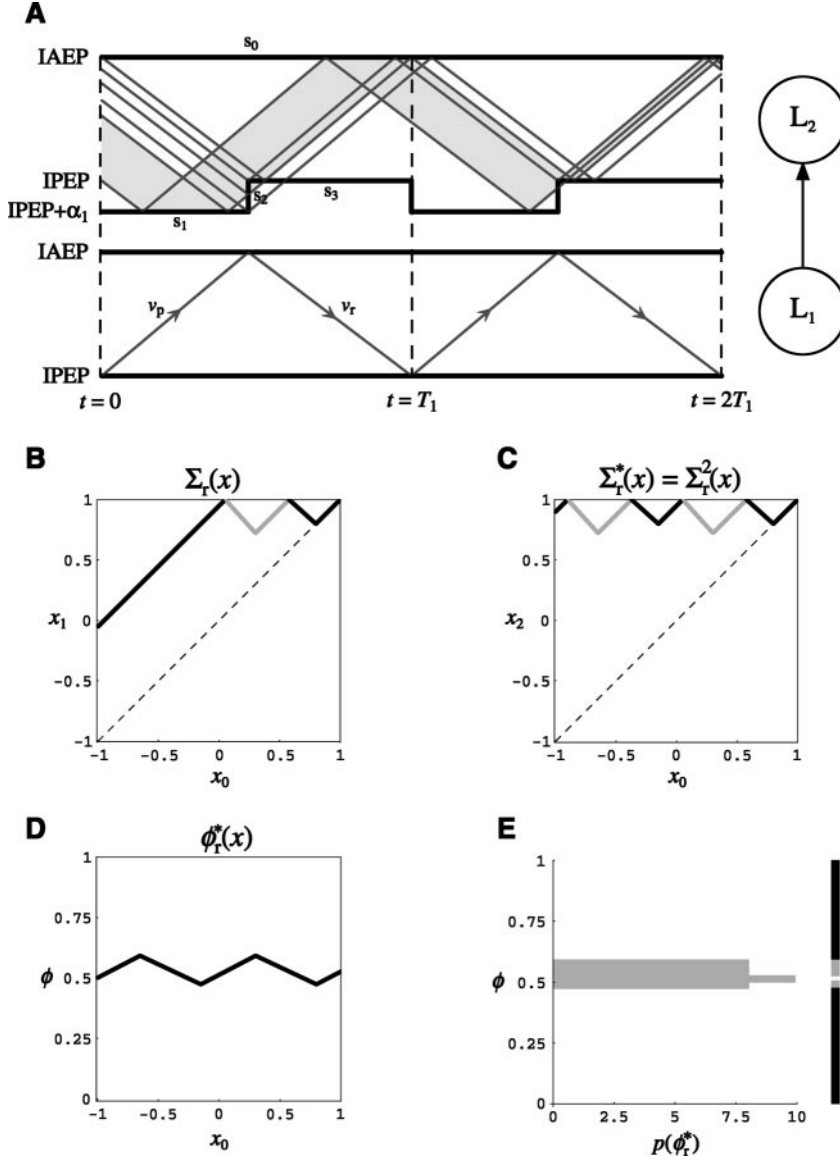 A
s₀
IAEP
L₂
IPEP
s₂
s₃
IPEP+α₁
s₁
IAEP
vₚ
vᵣ
L₁
IPEP
t = 0
t = T₁
t = 2T₁
B
Σᵣ(x)
1
0.5
x₁
0
-0.5
-1
-1 -0.5 0 0.5 1
x₀
C
Σᵣ*(x) = Σᵣ²(x)
1
0.5
x₂
0
-0.5
-1
-1 -0.5 0 0.5 1
x₀
D
ϕᵣ*(x)
1
0.75
ϕ 0.5
0.25
0
-1 -0.5 0 0.5 1
x₀
E
1
0.75
ϕ 0.5
0.25
0
0 2.5 5 7.5 10
p(ϕᵣ*)